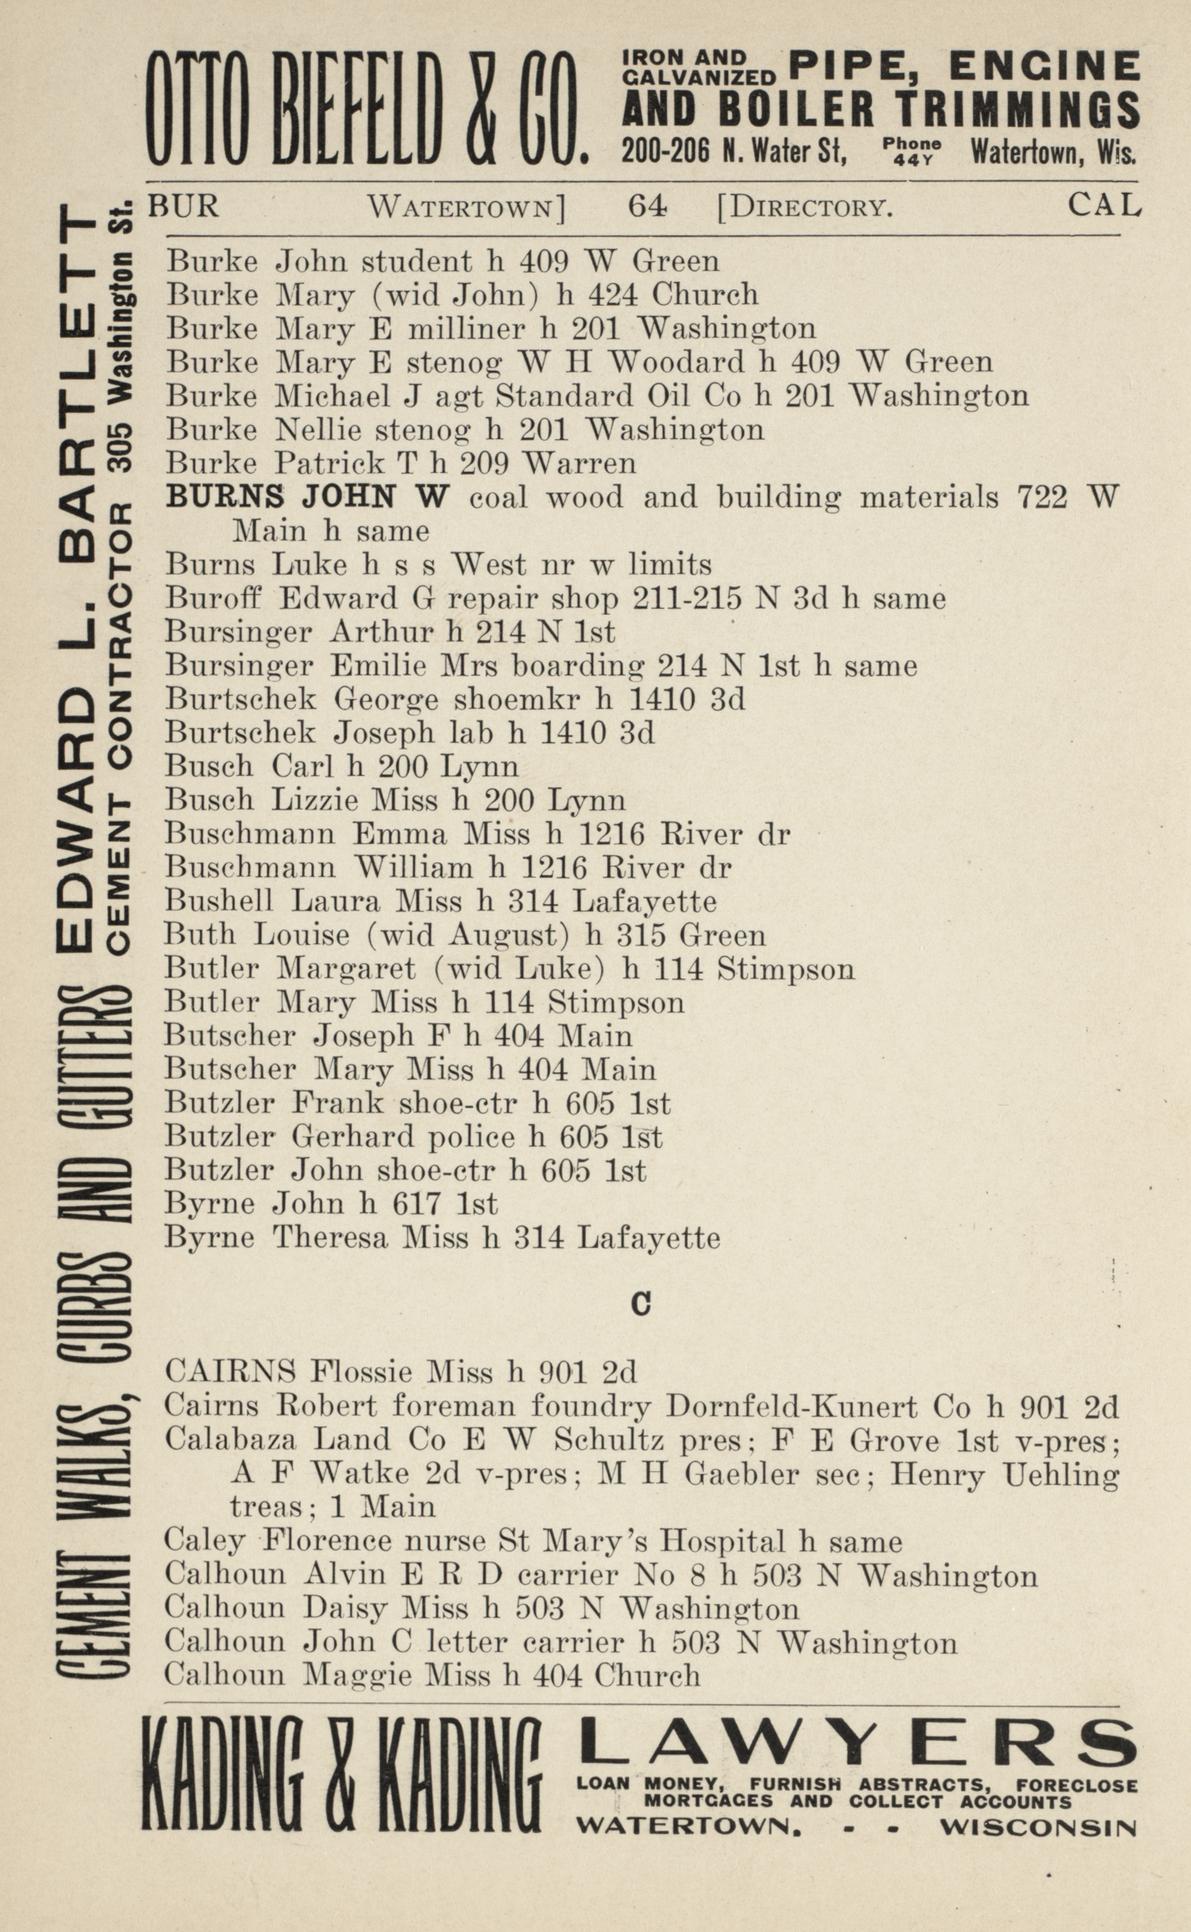 OTTO BIEFELD & CO.
IRON AND GALVANIZED PIPE, ENGINE
AND BOILER TRIMMINGS
200-206 N. Water St, Phone 44Y Watertown, Wis.
BUR WATERTOWN] 64 [DIRECTORY. CAL
Burke John student h 409 W Green
Burke Mary (wid John) h 424 Church
Burke Mary E milliner h 201 Washington
Burke Mary E stenog W H Woodard h 409 W Green
Burke Michael J agt Standard Oil Co h 201 Washington
Burke Nellie stenog h 201 Washington
Burke Patrick T h 209 Warren
BURNS JOHN W coal wood and building materials 722 W
Main h same
Burns Luke h s s West nr w limits
Buroff Edward G repair shop 211-215 N 3d h same
Bursinger Arthur h 214 N 1st
Bursinger Emilie Mrs boarding 214 N 1st h same
Burtschek George shoemkr h 1410 3d
Burtschek Joseph lab h 1410 3d
Busch Carl h 200 Lynn
Busch Lizzie Miss h 200 Lynn
Buschmann Emma Miss h 1216 River dr
Buschmann William h 1216 River dr
Bushell Laura Miss h 314 Lafayette
Buth Louise (wid August) h 315 Green
Butler Margaret (wid Luke) h 114 Stimpson
Butler Mary Miss h 114 Stimpson
Butscher Joseph F h 404 Main
Butscher Mary Miss h 404 Main
Butzler Frank shoe-ctr h 605 1st
Butzler Gerhard police h 605 1st
Butzler John shoe-ctr h 605 1st
Byrne John h 617 1st
Byrne Theresa Miss h 314 Lafayette
C
CAIRNS Flossie Miss h 901 2d
Cairns Robert foreman foundry Dornfeld-Kunert Co h 901 2d
Calabaza Land Co E W Schultz pres; F E Grove 1st v-pres;
A F Watke 2d v-pres; M H Gaebler sec; Henry Uehling
treas; 1 Main
Caley Florence nurse St Mary's Hospital h same
Calhoun Alvin E R D carrier No 8 h 503 N Washington
Calhoun Daisy Miss h 503 N Washington
Calhoun John C letter carrier h 503 N Washington
Calhoun Maggie Miss h 404 Church
CEMENT WALKS, CURBS AND GUTTERS
EDWARD L. BARTLETT
CEMENT CONTRACTOR 305 Washington St.
KADING & KADING
LAWYERS
LOAN MONEY, FURNISH ABSTRACTS, FORECLOSE
MORTGAGES AND COLLECT ACCOUNTS
WATERTOWN. - - WISCONSIN